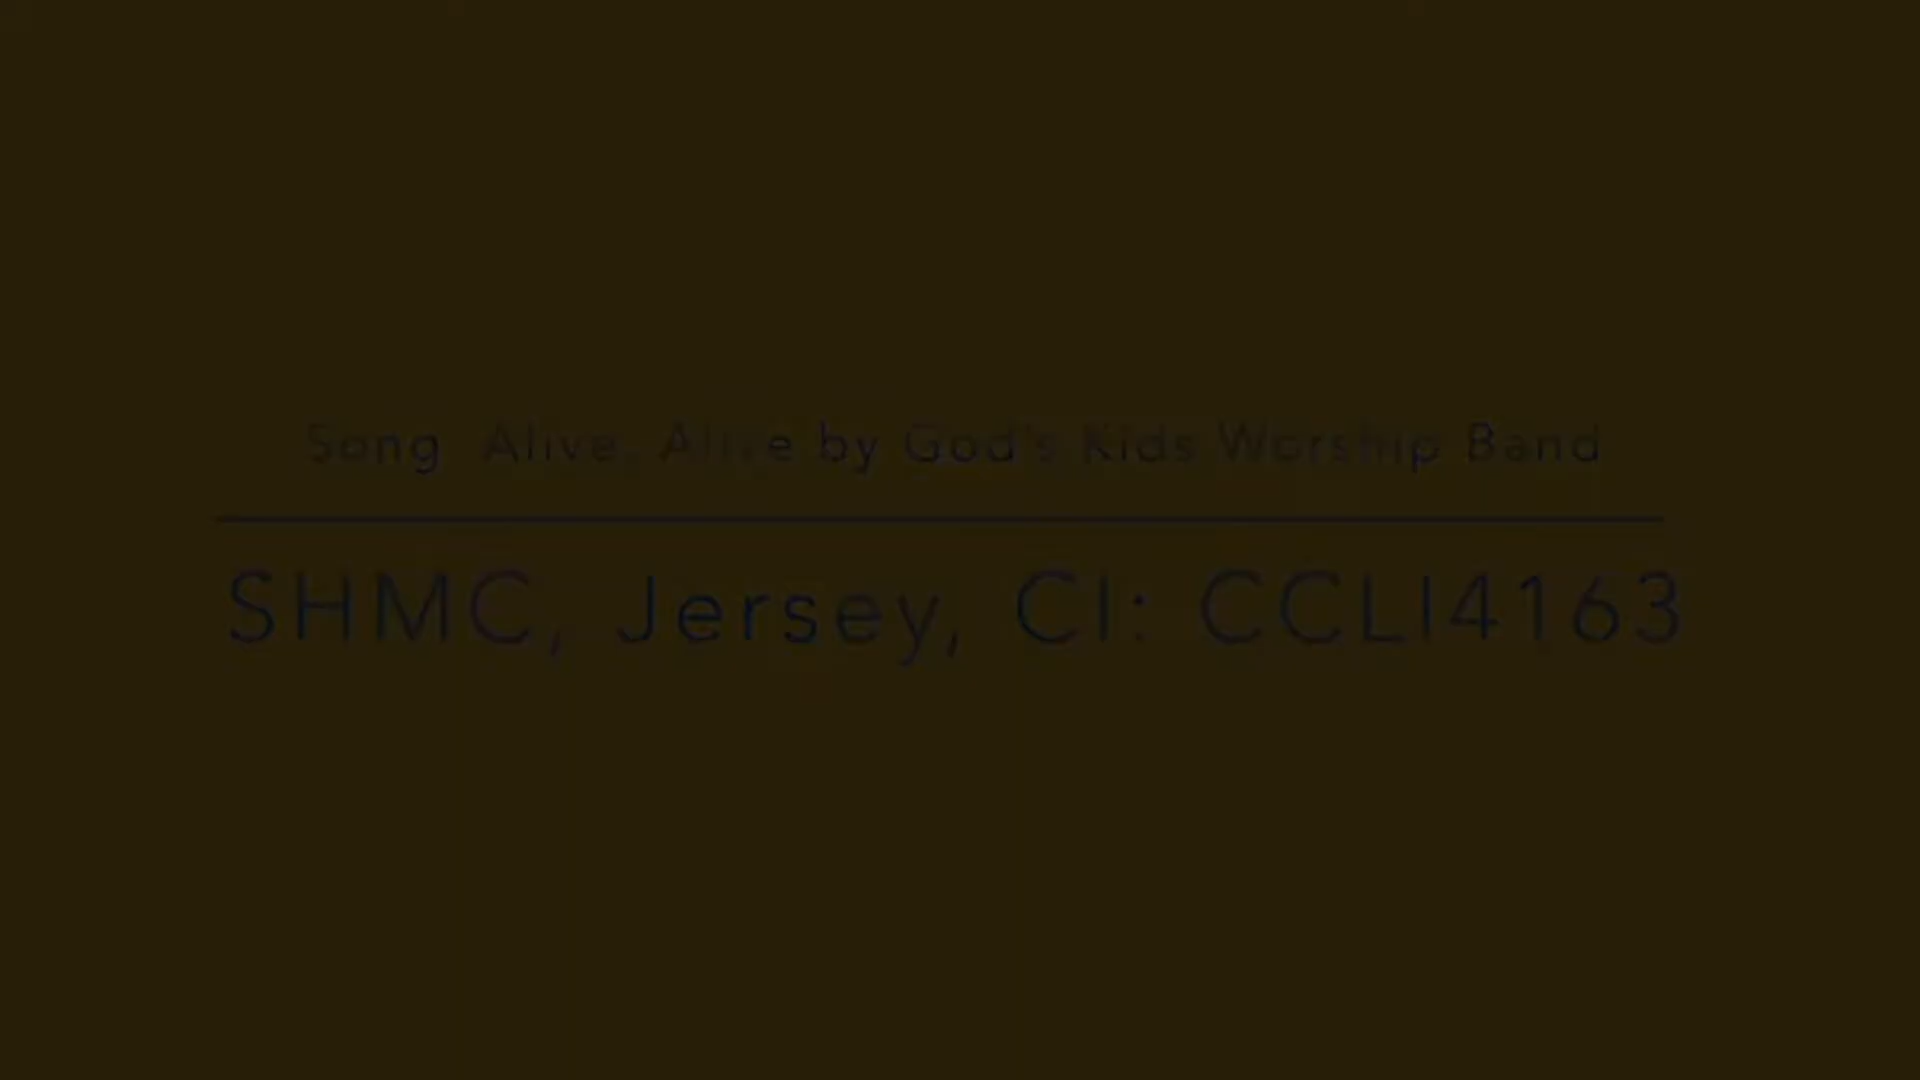 Song Alive, Alive by God's Kids Worship Band
SHMC, Jersey, CI: CCLI4163